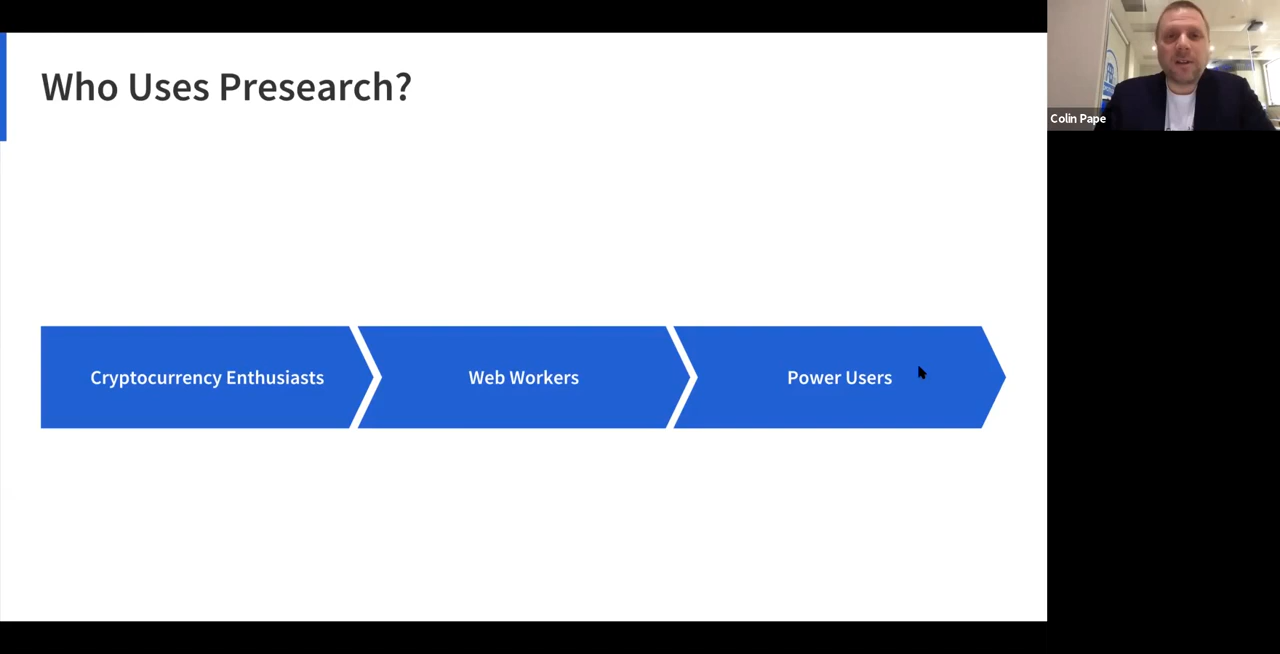 Who Uses Presearch?
Colin Pape
Cryptocurrency Enthusiasts
Web Workers
Power Users